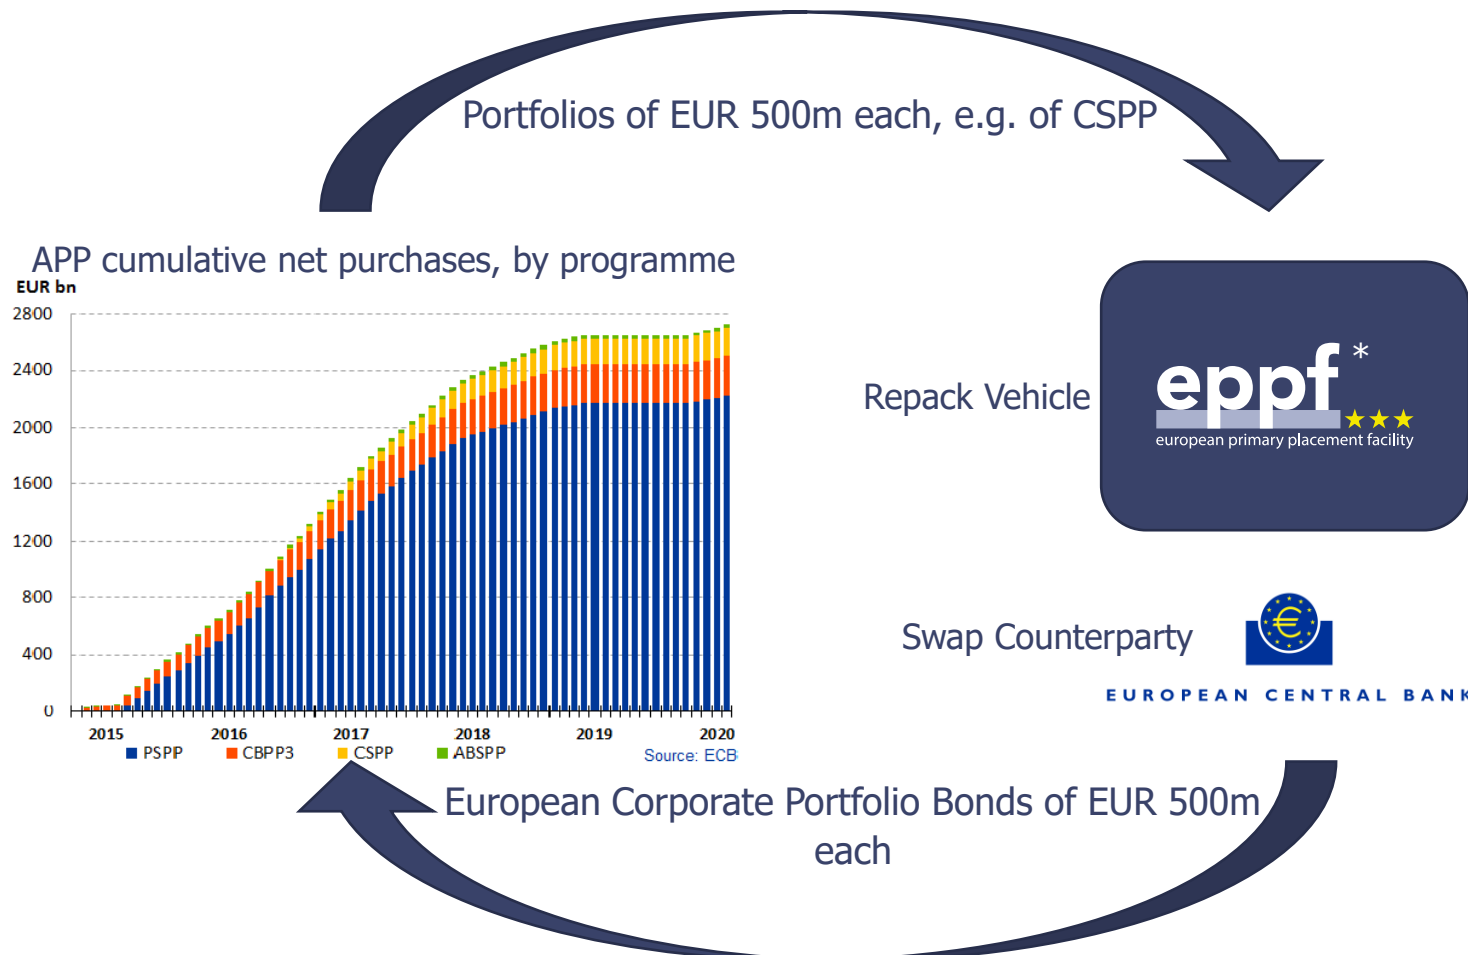 Portfolios of EUR 500m each, e.g. of CSPP
APP cumulative net purchases, by programme
EUR bn
2800
2400
2000
1600
1200
800
400
0
2015 2016 2017 2018 2019 2020
PSPP CBPP3 CSPP ABSPP
Source: ECB
Repack Vehicle
eppf *
european primary placement facility
Swap Counterparty
€
EUROPEAN CENTRAL BANK
European Corporate Portfolio Bonds of EUR 500m
each